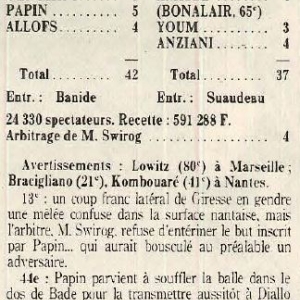 PAPIN ........... 5 (BONALAIR, 65e)
ALLOFS ......... 4 YOUM ............. 3
ANZIANI ........ 4
Total .......... 42 Total .......... 37
Entr. : Banide Entr. : Suaudeau
24 330 spectateurs. Recette : 591 288 F.
Arbitrage de M. Swirog ............ 4
Avertissements : Lowitz (80e) à Marseille ;
Bracigliano (21e), Kombouaré (41e) à Nantes.
13e : un coup franc latéral de Giresse en gendre
une mêlée confuse dans la surface nantaise, mais
l'arbitre, M. Swirog, refuse d'entériner le but inscrit
par Papin... qui aurait bousculé au préalable un
adversaire.
44e : Papin parvient à souffler la balle dans le
dos de Bade pour la transmettre aussitôt à Diallo